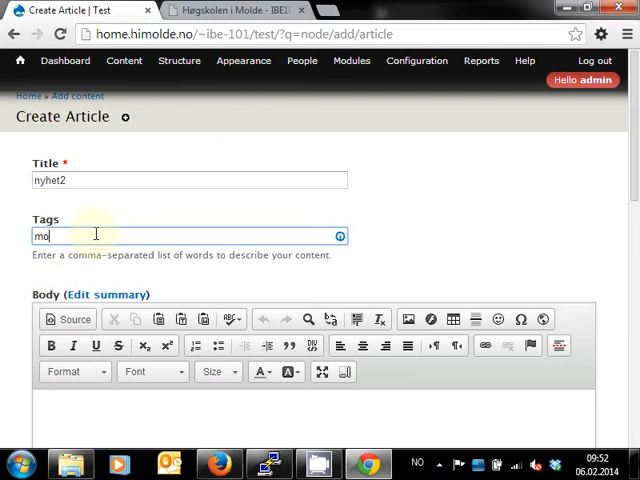 Create Article | Test
Høgskolen i Molde - IBE1
home.himolde.no/~ibe-101/test/?q=node/add/article
Dashboard Content Structure Appearance People Modules Configuration Reports Help Log out
Hello admin
Home » Add content
Create Article
Title *
nyhet2
Tags
mo
Enter a comma-separated list of words to describe your content.
Body (Edit summary)
Source
B I U S x₂ x²
Format Font Size A A
NO
09:52
06.02.2014